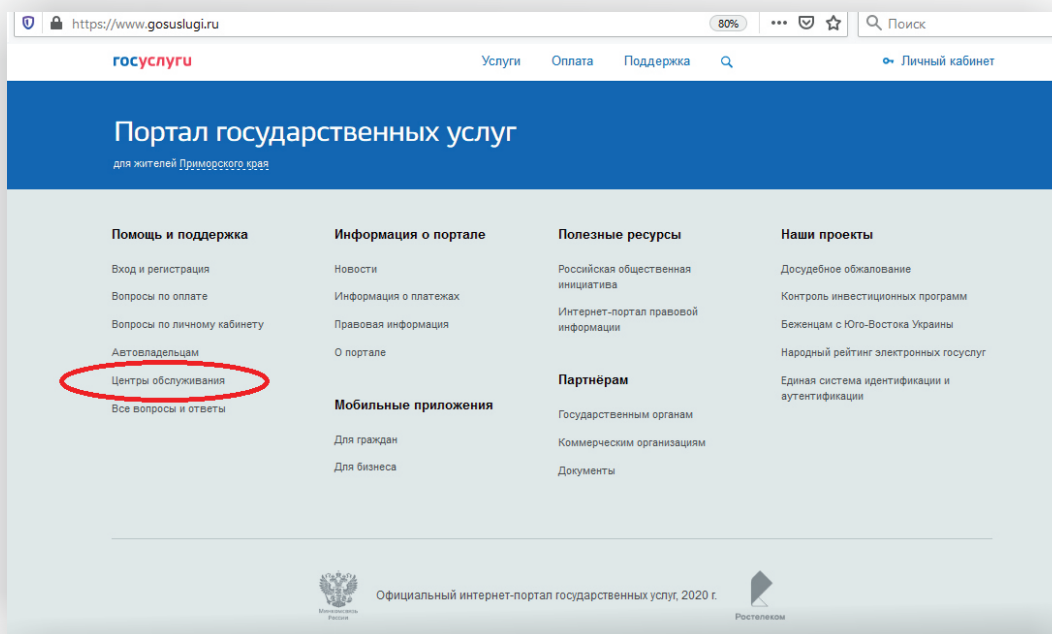 https://www.gosuslugi.ru
80%
Поиск
госуслуги
Услуги
Оплата
Поддержка
Личный кабинет
Портал государственных услуг
для жителей Приморского края
Помощь и поддержка
Вход и регистрация
Вопросы по оплате
Вопросы по личному кабинету
Автовладельцам
Центры обслуживания
Все вопросы и ответы
Информация о портале
Новости
Информация о платежах
Правовая информация
О портале
Мобильные приложения
Для граждан
Для бизнеса
Полезные ресурсы
Российская общественная
инициатива
Интернет-портал правовой
информации
Партнёрам
Государственным органам
Коммерческим организациям
Документы
Наши проекты
Досудебное обжалование
Контроль инвестиционных программ
Беженцам с Юго-Востока Украины
Народный рейтинг электронных госуслуг
Единая система идентификации и
аутентификации
Минкомсвязь
России
Официальный интернет-портал государственных услуг, 2020 г.
Ростелеком